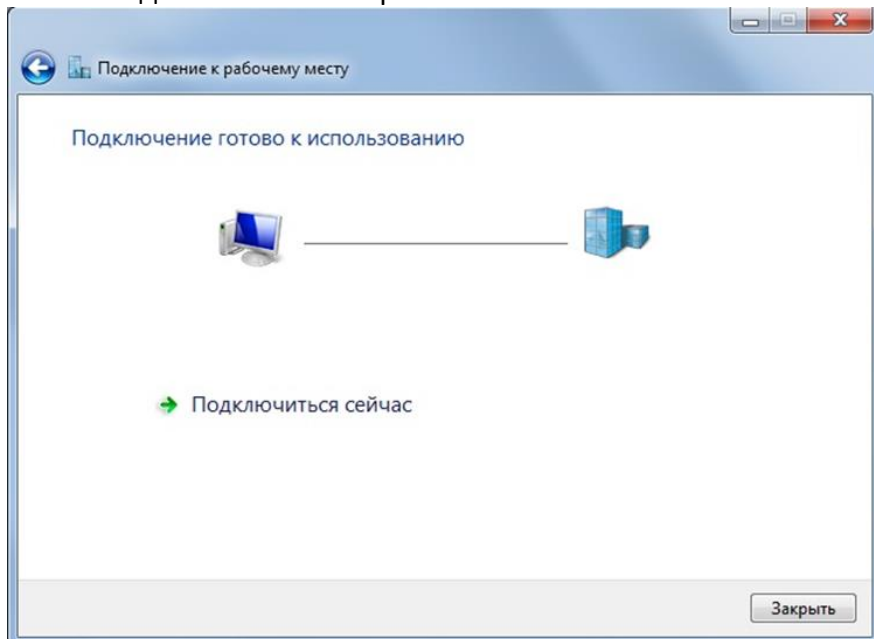 Подключение к рабочему месту
Подключение готово к использованию
Подключиться сейчас
Закрыть